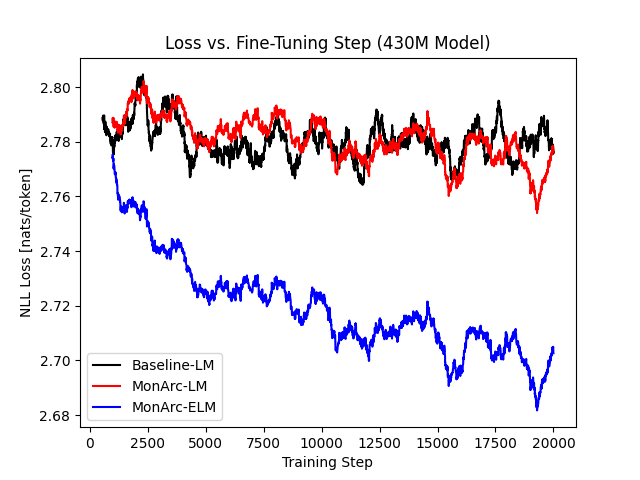 Loss vs. Fine-Tuning Step (430M Model)
NLL Loss [nats/token]
2.80
2.78
2.76
2.74
2.72
2.70
2.68
Baseline-LM
MonArc-LM
MonArc-ELM
0 2500 5000 7500 10000 12500 15000 17500 20000
Training Step